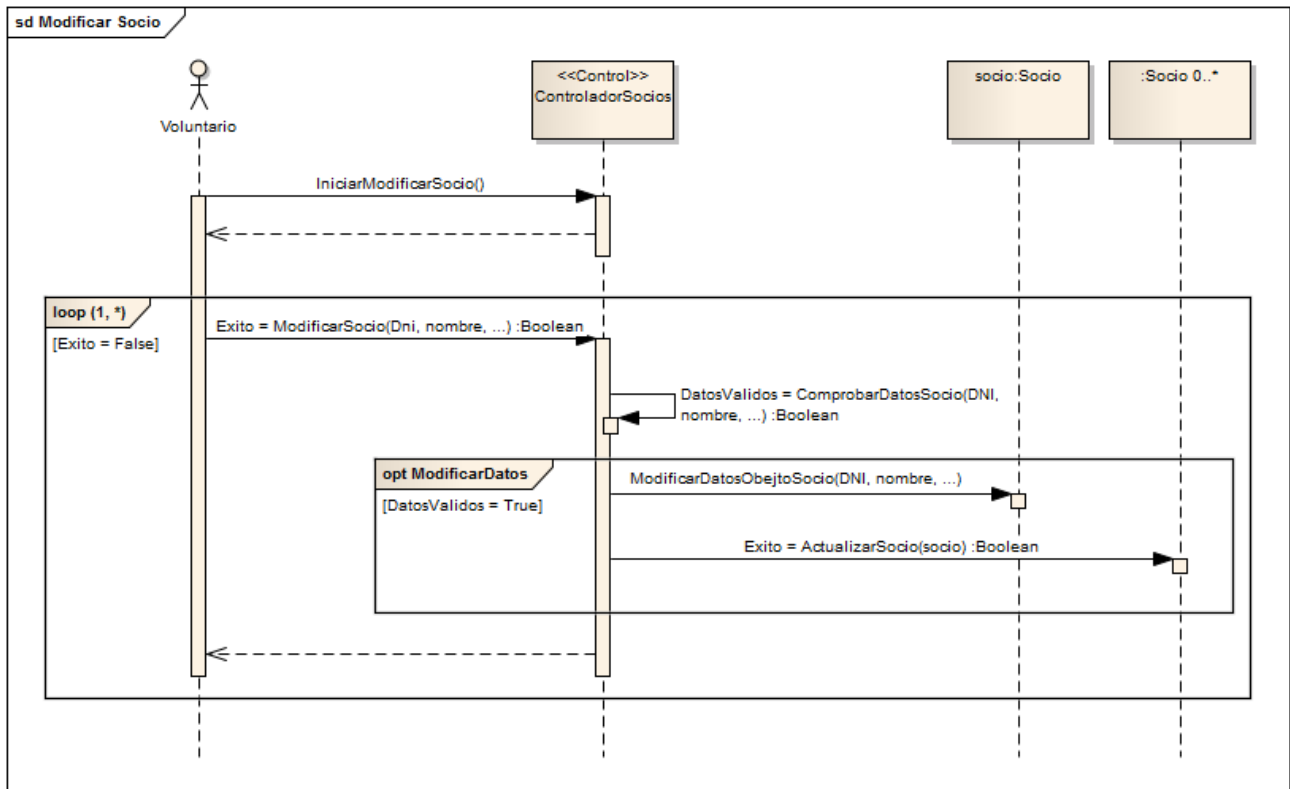 sd Modificar Socio
Voluntario
<<Control>>
ControladorSocios
socio:Socio
:Socio 0..*
IniciarModificarSocio()
loop (1, *)
[Exito = False]
Exito = ModificarSocio(Dni, nombre, ...) :Boolean
DatosValidos = ComprobarDatosSocio(DNI,
nombre, ...) :Boolean
opt ModificarDatos
[DatosValidos = True]
ModificarDatosObejtoSocio(DNI, nombre, ...)
Exito = ActualizarSocio(socio) :Boolean